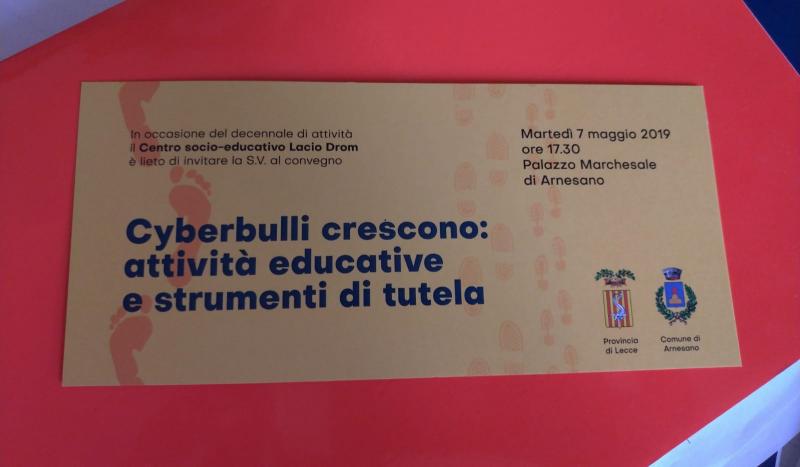 In occasione del decennale di attività
il Centro socio-educativo Lacio Drom
è lieto di invitare la S.V. al convegno
Martedì 7 maggio 2019
ore 17.30
Palazzo Marchesale
di Arnesano
Cyberbulli crescono:
attività educative
e strumenti di tutela
Provincia
di Lecce
Comune di
Arnesano